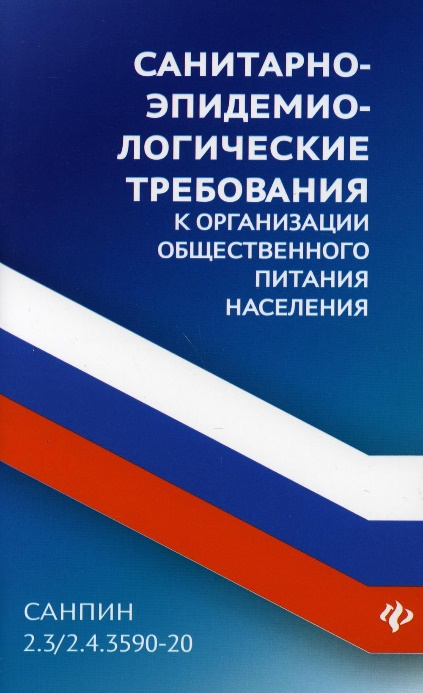 САНИТАРНО-
ЭПИДЕМИО-
ЛОГИЧЕСКИЕ
ТРЕБОВАНИЯ
К ОРГАНИЗАЦИИ
ОБЩЕСТВЕННОГО
ПИТАНИЯ
НАСЕЛЕНИЯ
САНПИН
2.3/2.4.3590-20